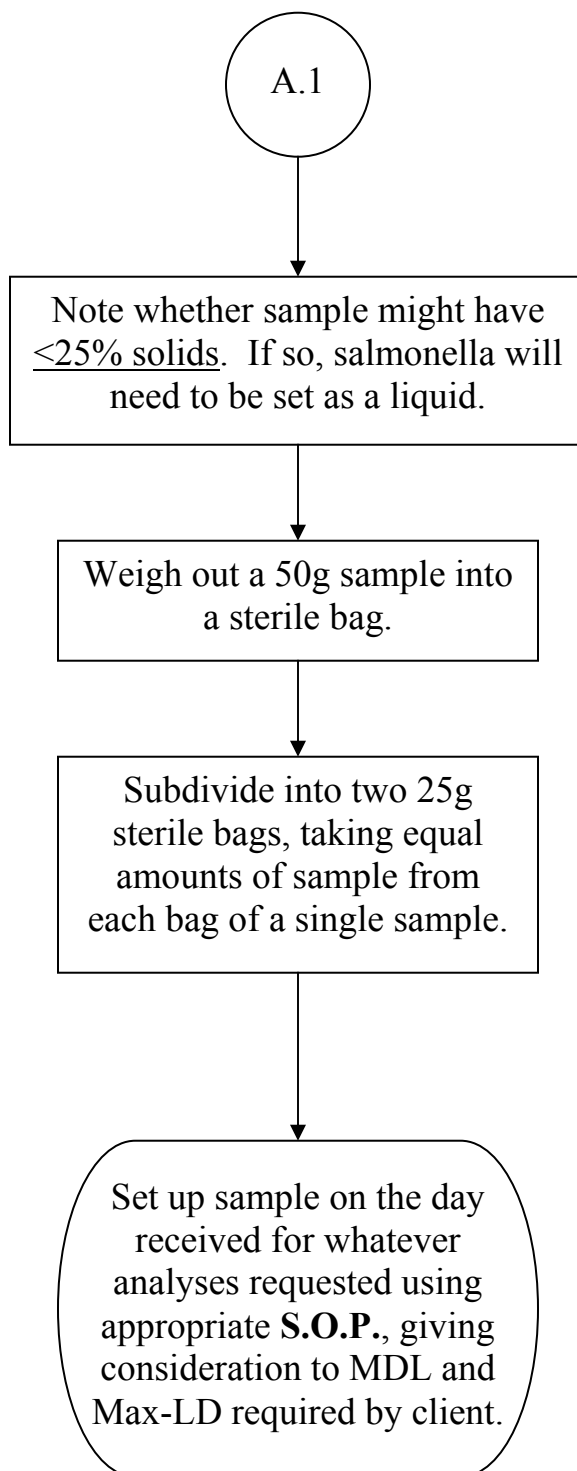 A.1
Note whether sample might have
<25% solids.  If so, salmonella will
need to be set as a liquid.
Weigh out a 50g sample into
a sterile bag.
Subdivide into two 25g
sterile bags, taking equal
amounts of sample from
each bag of a single sample.
Set up sample on the day
received for whatever
analyses requested using
appropriate S.O.P., giving
consideration to MDL and
Max-LD required by client.